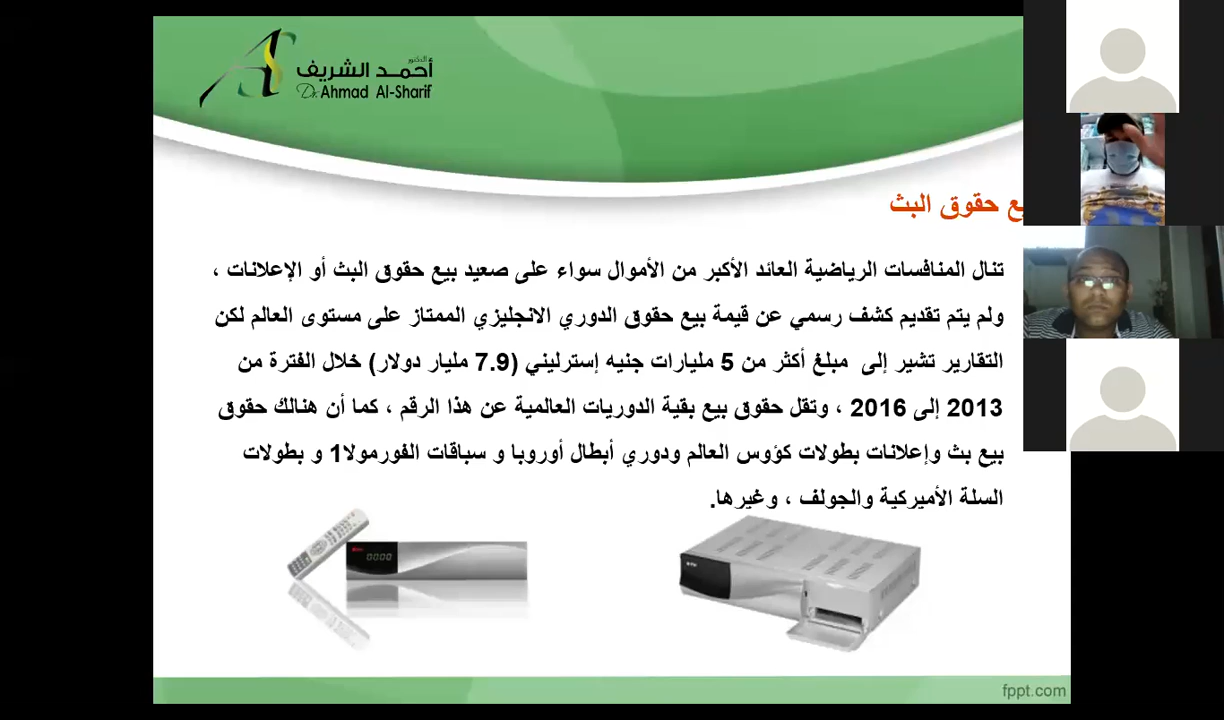 الدكتور
أحمد الشريف
Dr. Ahmad Al-Sharif
حقوق البث
تنال المنافسات الرياضية العائد الأكبر من الأموال سواء على صعيد بيع حقوق البث أو الإعلانات ،
ولم يتم تقديم كشف رسمي عن قيمة بيع حقوق الدوري الانجليزي الممتاز على مستوى العالم لكن
التقارير تشير إلى مبلغ أكثر من 5 مليارات جنيه إسترليني (7.9 مليار دولار) خلال الفترة من
2013 إلى 2016 ، وتقل حقوق بيع بقية الدوريات العالمية عن هذا الرقم ، كما أن هنالك حقوق
بيع بث وإعلانات بطولات كؤوس العالم ودوري أبطال أوروبا و سباقات الفورمولا1 و بطولات
السلة الأميركية والجولف ، وغيرها.
fppt.com